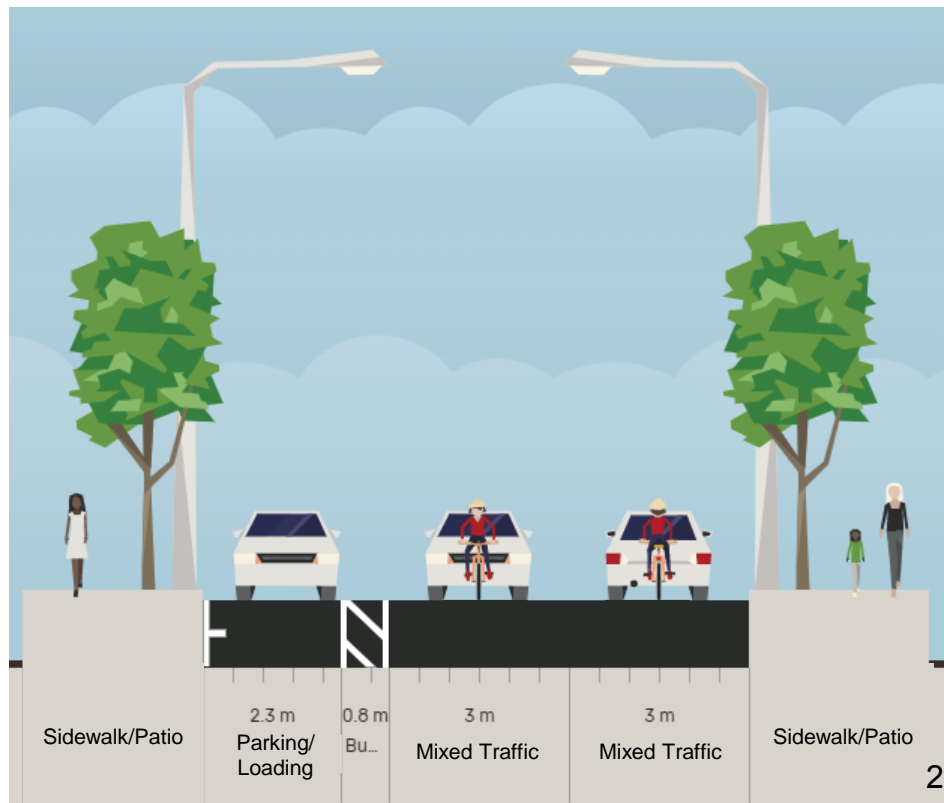 2.3 m
0.8 m
3 m
3 m
Sidewalk/Patio
Parking/
Loading
Bu...
Mixed Traffic
Mixed Traffic
Sidewalk/Patio
2